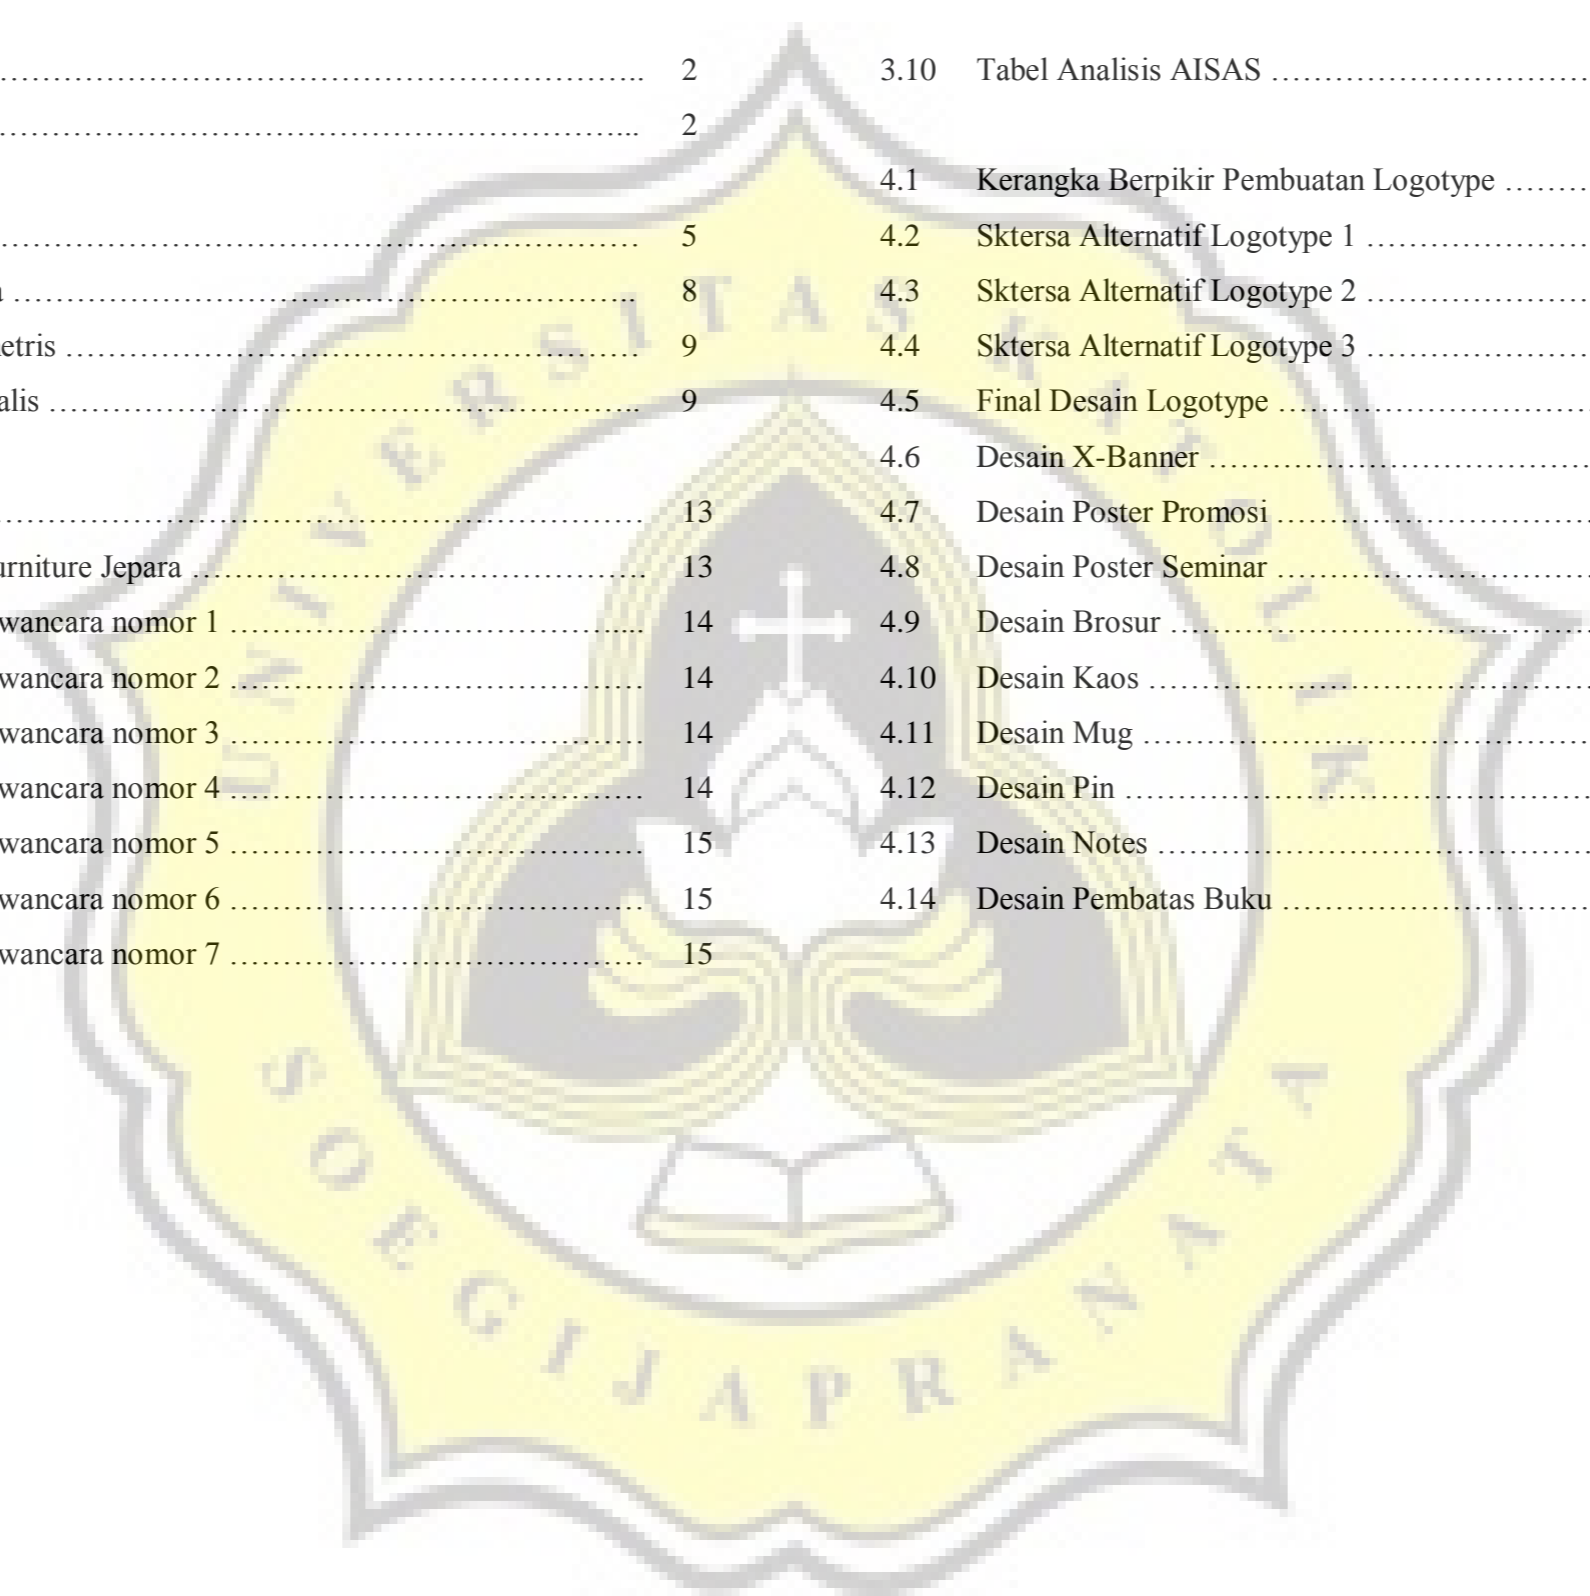 …………………………………………………………….. 2
…………………………………………………………... 2
…………………………………………………………… 5
a …………………………………………………………. 8
etris …………………………………………………… 9
alis …………………………………………………….. 9
…………………………………………………………… 13
urniture Jepara …………………………………………. 13
wancara nomor 1 …………………………………..... 14
wancara nomor 2 …………………………………… 14
wancara nomor 3 …………………………………… 14
wancara nomor 4 …………………………………… 14
wancara nomor 5 …………………………………… 15
wancara nomor 6 …………………………………… 15
wancara nomor 7 …………………………………… 15
3.10 Tabel Analisis AISAS ……………………………
4.1 Kerangka Berpikir Pembuatan Logotype ………
4.2 Sktersa Alternatif Logotype 1 ……………………
4.3 Sktersa Alternatif Logotype 2 ……………………
4.4 Sktersa Alternatif Logotype 3 ……………………
4.5 Final Desain Logotype ……………………………
4.6 Desain X-Banner …………………………………
4.7 Desain Poster Promosi ……………………………
4.8 Desain Poster Seminar ……………………………
4.9 Desain Brosur ………………………………………
4.10 Desain Kaos ………………………………………
4.11 Desain Mug ………………………………………
4.12 Desain Pin …………………………………………
4.13 Desain Notes ………………………………………
4.14 Desain Pembatas Buku ……………………………
UNIVERSITAS KATOLIK
SOEGIJAPRANATA